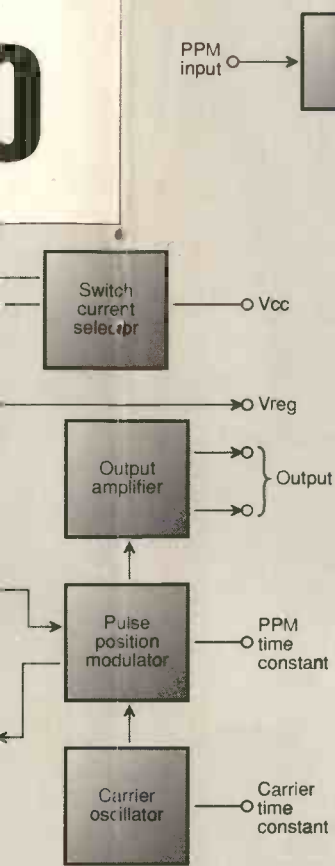 PPM
input
Switch
current
selector
Vcc
Vreg
Output
amplifier
Output
Pulse
position
modulator
PPM
time
constant
Carrier
oscillator
Carrier
time
constant